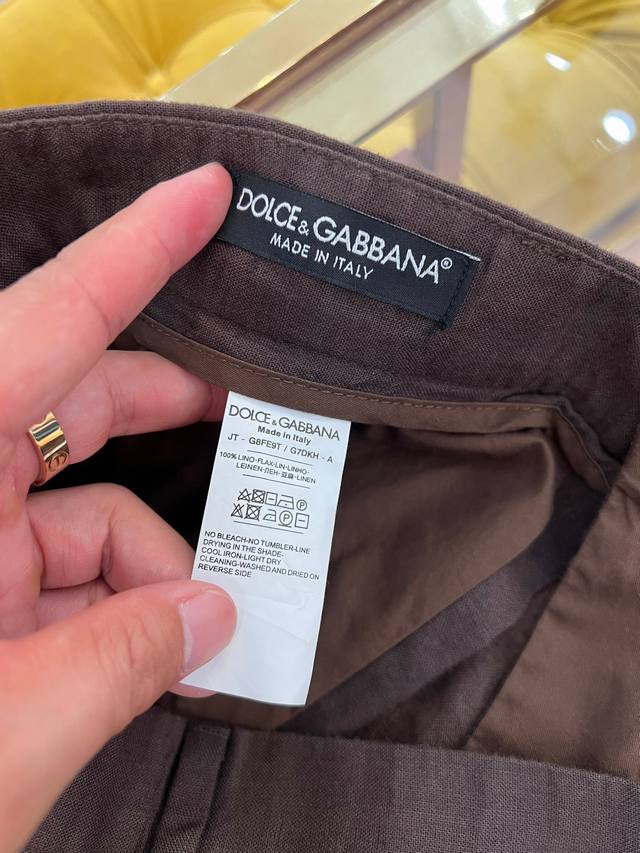 DOLCE & GABBANA®
MADE IN ITALY
DOLCE & GABBANA
Made in Italy
JT - G8FE9T / G7DKH - A
100% LINO-FLAX-LIN-LINHO-
LEINEN-ЛЕН-亚麻-LINEN
NO BLEACH-NO TUMBLER-LINE
DRYING IN THE SHADE-
COOL IRON-LIGHT DRY
CLEANING-WASHED AND DRIED ON
REVERSE SIDE